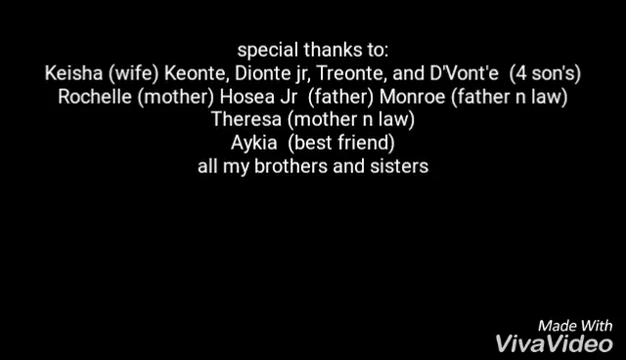 special thanks to:
Keisha (wife) Keonte, Dionte jr, Treonte, and D'Vont'e  (4 son's)
Rochelle (mother) Hosea Jr  (father) Monroe (father n law)
Theresa (mother n law)
Aykia  (best friend)
all my brothers and sisters
Made With
VivaVideo